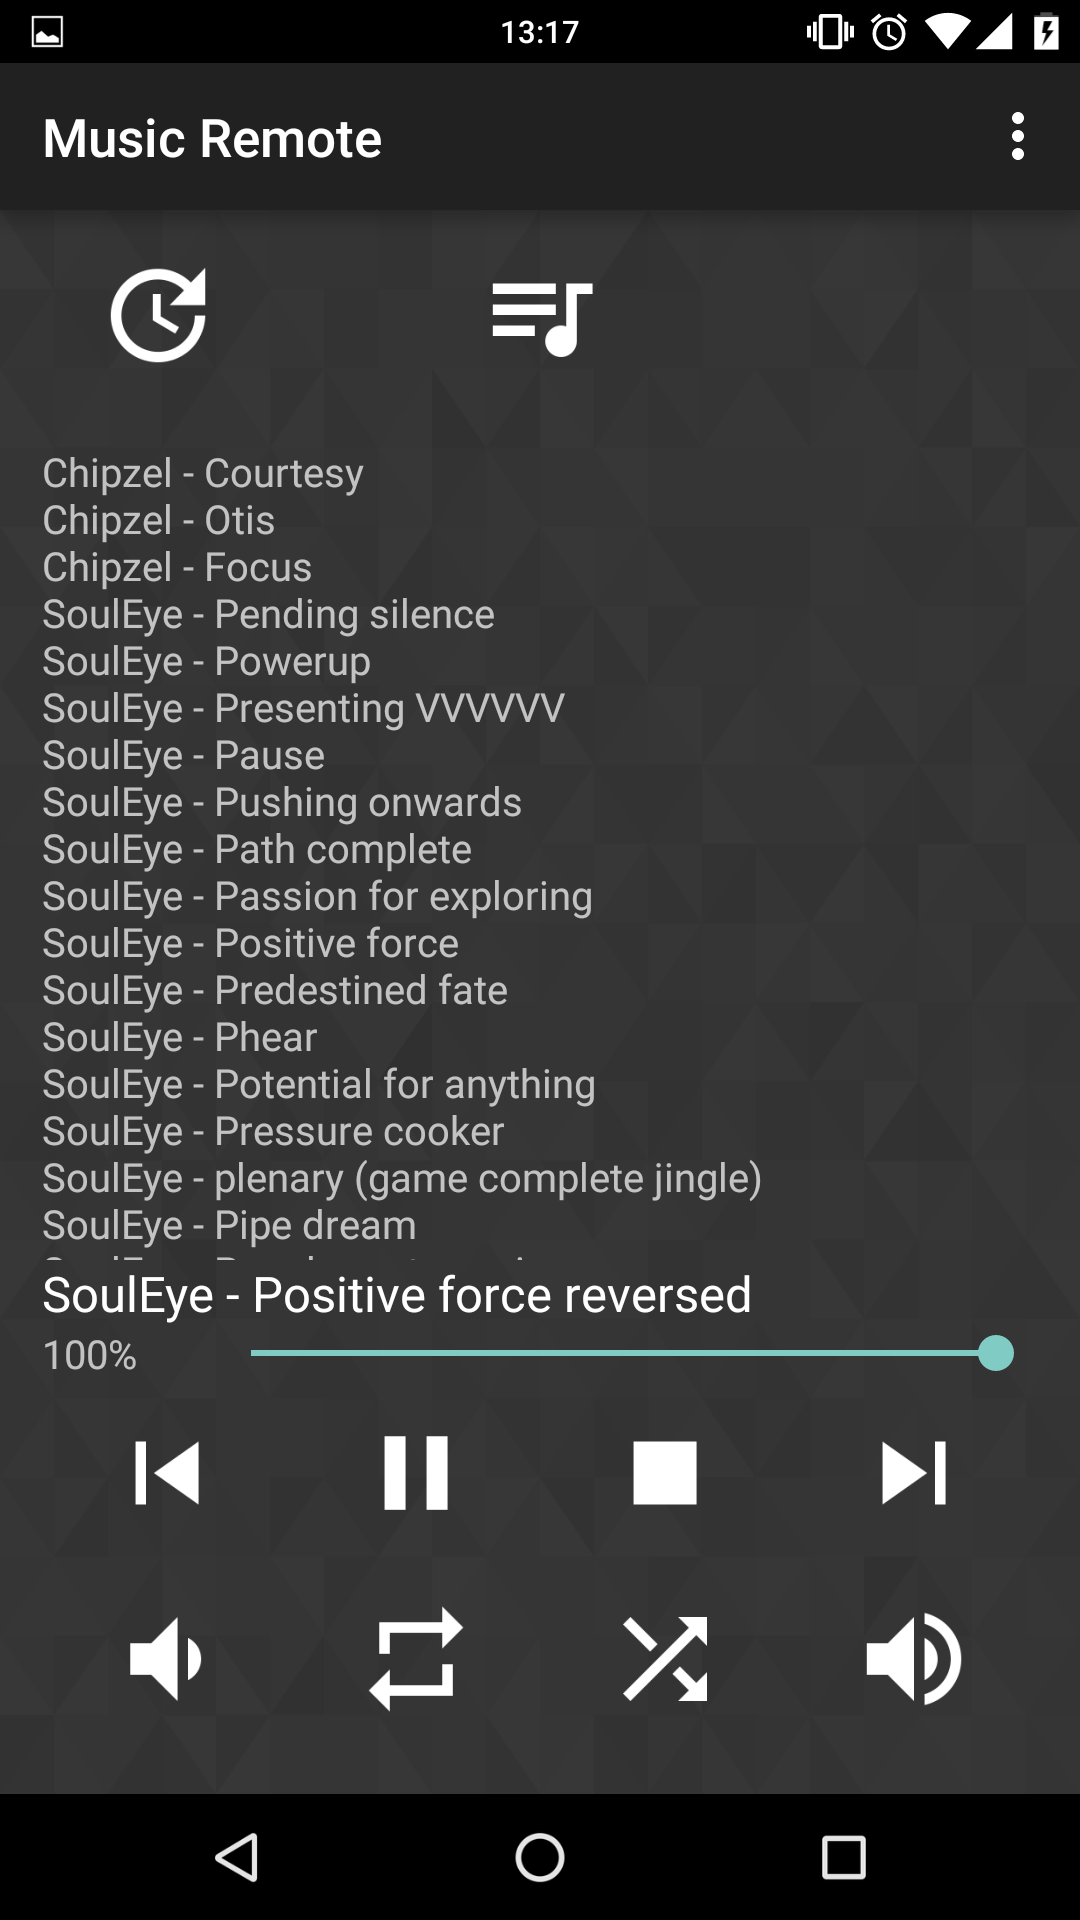 13:17
Music Remote
Chipzel - Courtesy
Chipzel - Otis
Chipzel - Focus
SoulEye - Pending silence
SoulEye - Powerup
SoulEye - Presenting VVVVVV
SoulEye - Pause
SoulEye - Pushing onwards
SoulEye - Path complete
SoulEye - Passion for exploring
SoulEye - Positive force
SoulEye - Predestined fate
SoulEye - Phear
SoulEye - Potential for anything
SoulEye - Pressure cooker
SoulEye - plenary (game complete jingle)
SoulEye - Pipe dream
SoulEye - Positive force reversed
100%